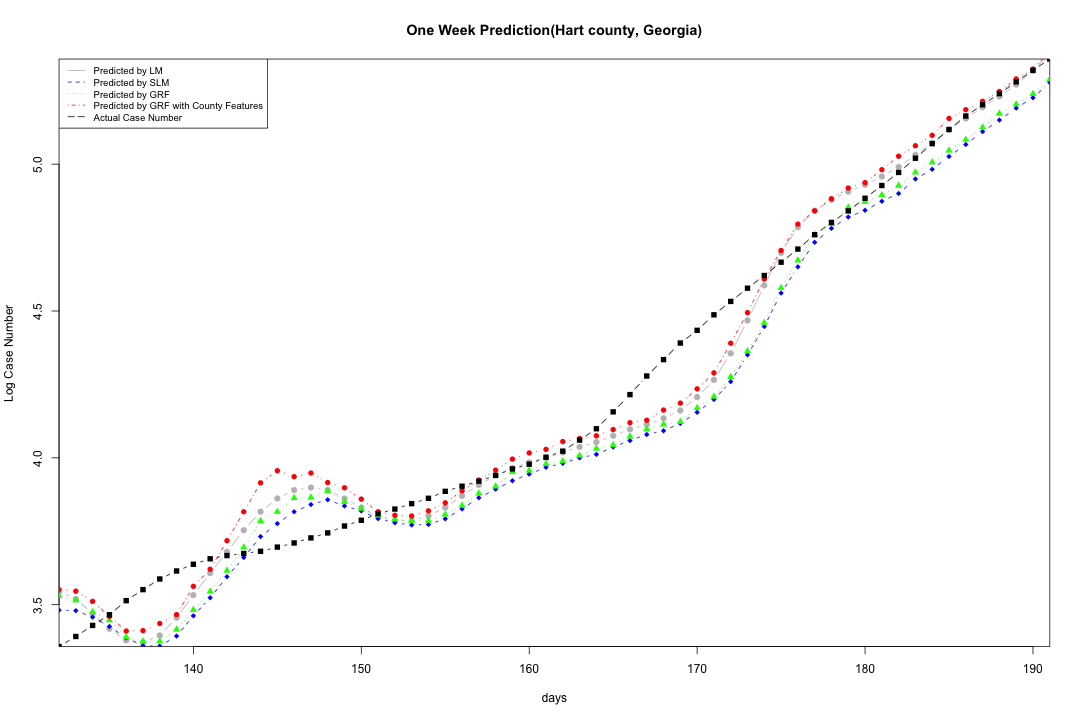 One Week Prediction(Hart county, Georgia)
Predicted by LM
Predicted by SLM
Predicted by GRF
Predicted by GRF with County Features
Actual Case Number
Log Case Number
5.0
4.5
4.0
3.5
140 150 160 170 180 190
days